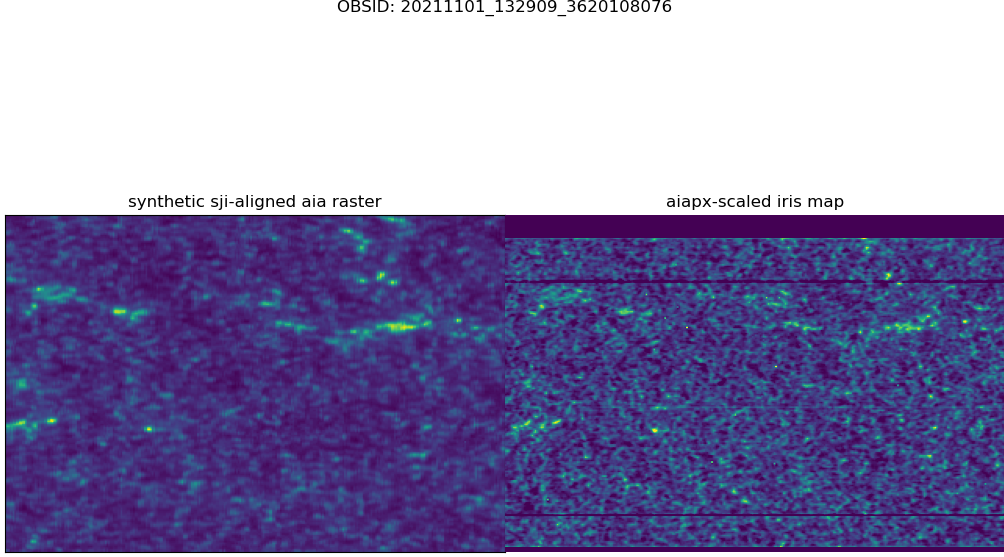 OBSID: 20211101_132909_3620108076
synthetic sji-aligned aia raster
aiapx-scaled iris map